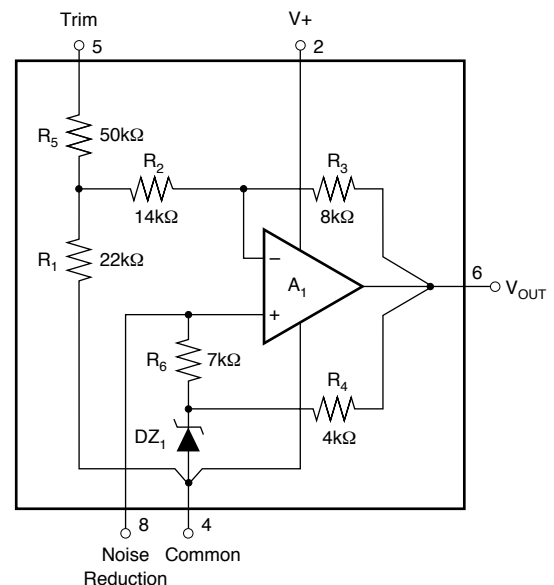 Trim
V+
5
2
R5
50kΩ
R2
14kΩ
R3
8kΩ
R1
22kΩ
−
A1
+
6
VOUT
R6
7kΩ
R4
4kΩ
DZ1
8
4
Noise
Reduction
Common